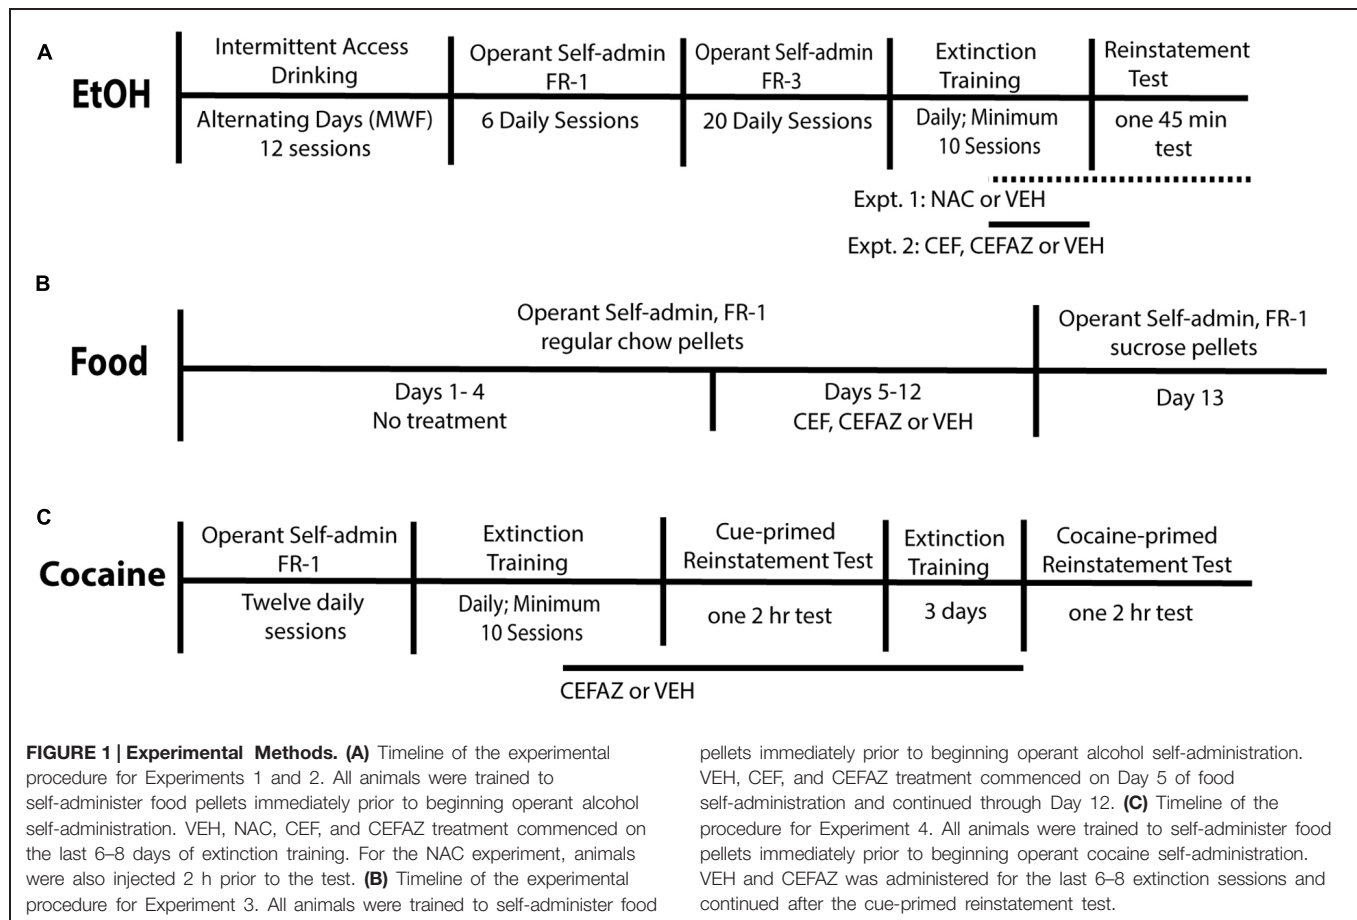 A
EtOH
Intermittent Access
Drinking
Alternating Days (MWF)
12 sessions
Operant Self-admin
FR-1
6 Daily Sessions
Operant Self-admin
FR-3
20 Daily Sessions
Extinction
Training
Daily; Minimum
10 Sessions
Reinstatement
Test
one 45 min
test
Expt. 1: NAC or VEH
Expt. 2: CEF, CEFAZ or VEH
B
Food
Operant Self-admin, FR-1
regular chow pellets
Days 1- 4
No treatment
Days 5-12
CEF, CEFAZ or VEH
Operant Self-admin, FR-1
sucrose pellets
Day 13
C
Cocaine
Operant Self-admin
FR-1
Twelve daily
sessions
Extinction
Training
Daily; Minimum
10 Sessions
Cue-primed
Reinstatement Test
one 2 hr test
Extinction
Training
3 days
Cocaine-primed
Reinstatement Test
one 2 hr test
CEFAZ or VEH
FIGURE 1 | Experimental Methods. (A) Timeline of the experimental
procedure for Experiments 1 and 2. All animals were trained to
self-administer food pellets immediately prior to beginning operant alcohol
self-administration. VEH, NAC, CEF, and CEFAZ treatment commenced on
the last 6–8 days of extinction training. For the NAC experiment, animals
were also injected 2 h prior to the test. (B) Timeline of the experimental
procedure for Experiment 3. All animals were trained to self-administer food
pellets immediately prior to beginning operant alcohol self-administration.
VEH, CEF, and CEFAZ treatment commenced on Day 5 of food
self-administration and continued through Day 12. (C) Timeline of the
procedure for Experiment 4. All animals were trained to self-administer food
pellets immediately prior to beginning operant cocaine self-administration.
VEH and CEFAZ was administered for the last 6–8 extinction sessions and
continued after the cue-primed reinstatement test.